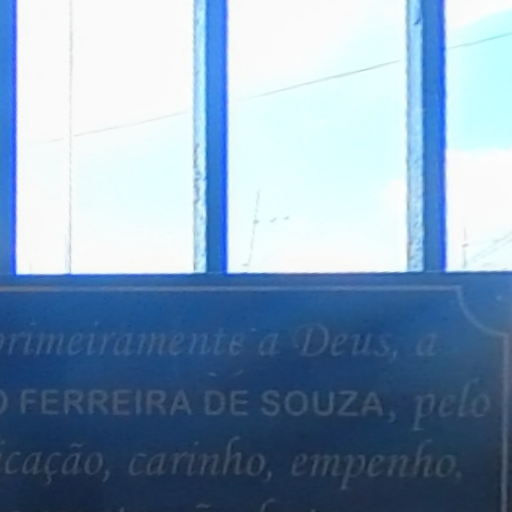 primeiramente a Deus, a
O FERREIRA DE SOUZA, pelo
icação, carinho, empenho,